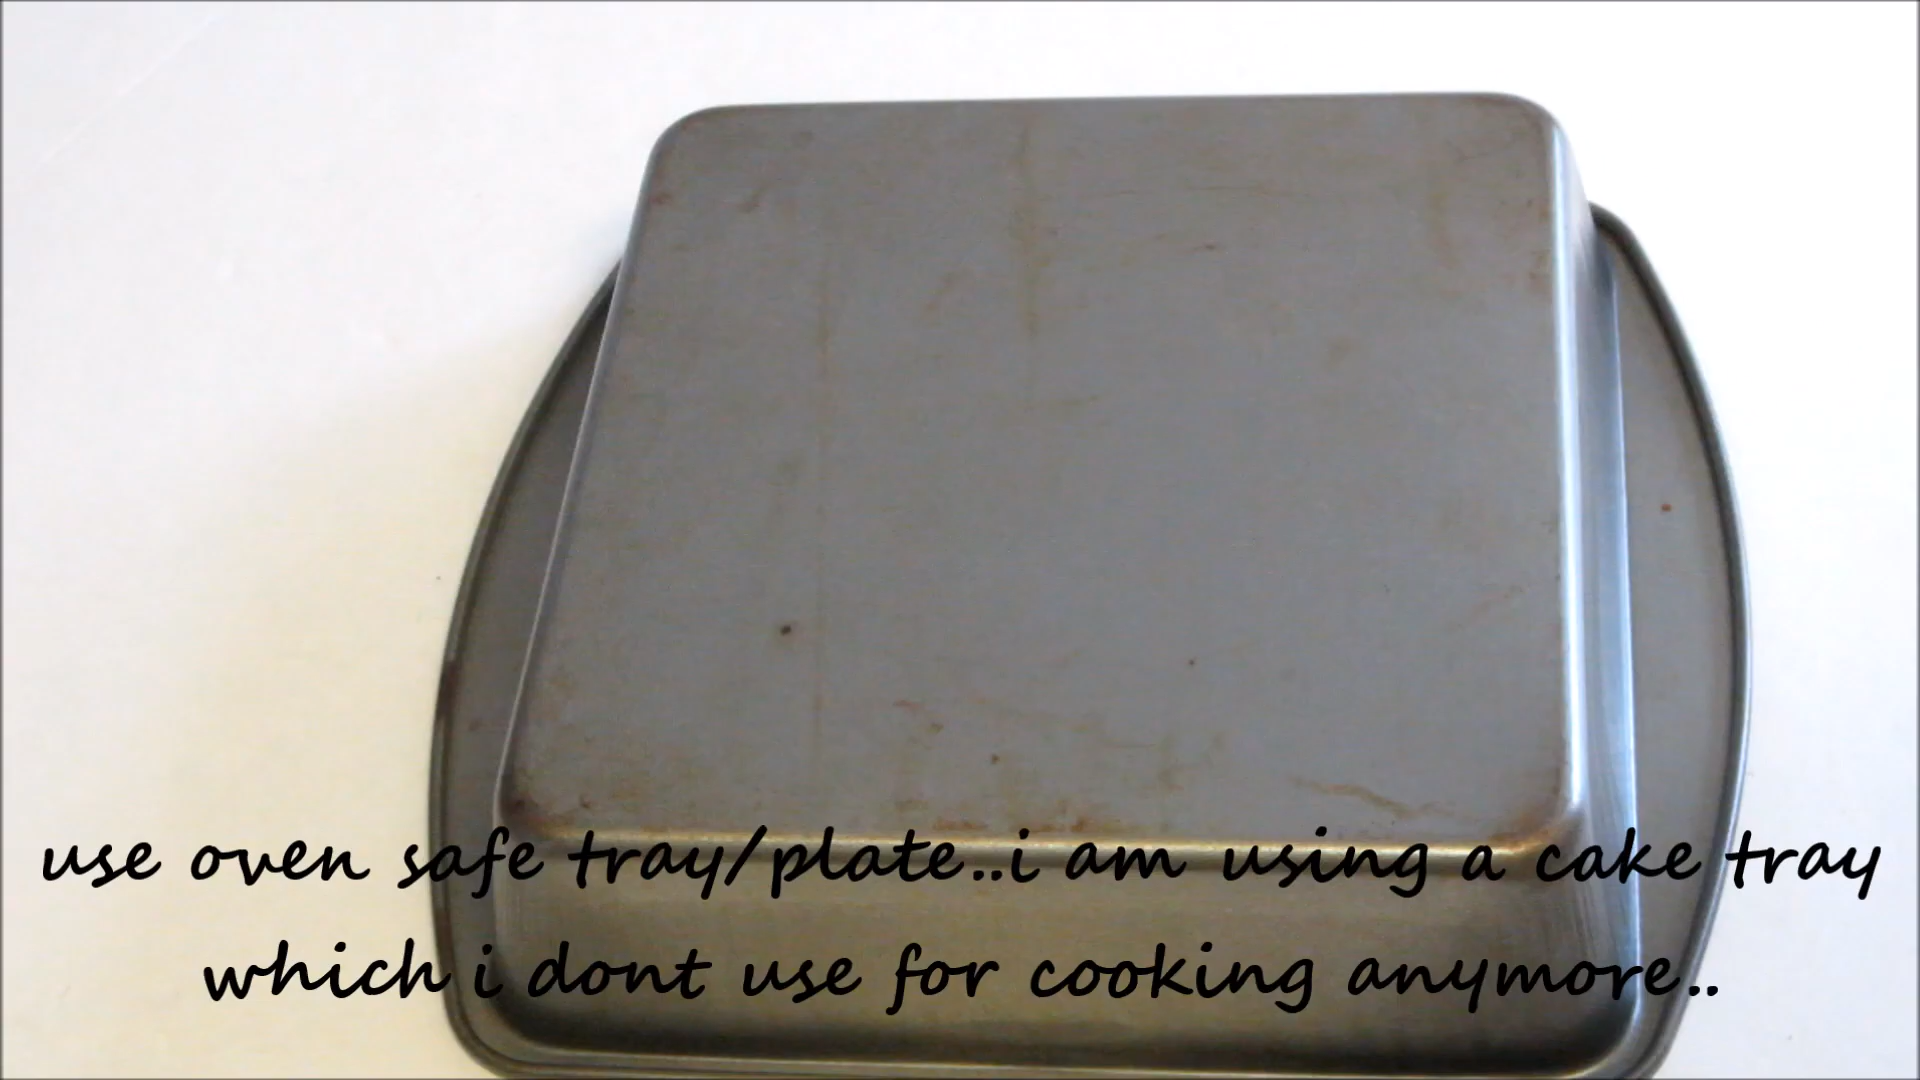 use oven safe tray/plate..i am using a cake tray
which i dont use for cooking anymore..